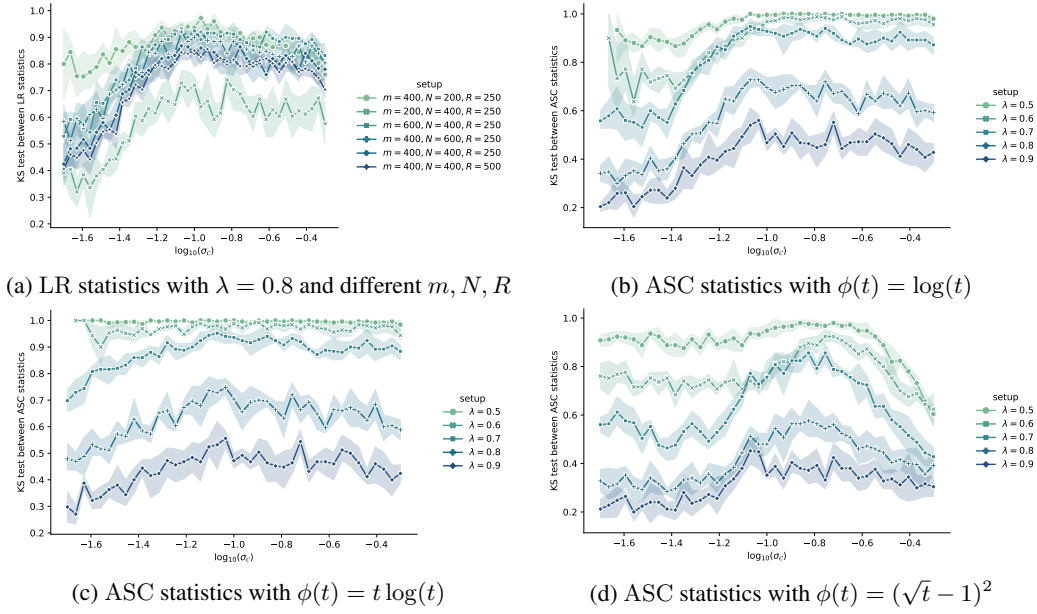 KS test between LR statistics
1.0
0.9
0.8
0.7
0.6
0.5
0.4
0.3
0.2
−1.6 −1.4 −1.2 −1.0 −0.8 −0.6 −0.4
log₁₀(σ_C)
setup
m = 400, N = 200, R = 250
m = 200, N = 400, R = 250
m = 600, N = 400, R = 250
m = 400, N = 600, R = 250
m = 400, N = 400, R = 250
m = 400, N = 400, R = 500
(a) LR statistics with λ = 0.8 and different m, N, R
KS test between ASC statistics
1.0
0.8
0.6
0.4
0.2
−1.6 −1.4 −1.2 −1.0 −0.8 −0.6 −0.4
log₁₀(σ_C)
setup
λ = 0.5
λ = 0.6
λ = 0.7
λ = 0.8
λ = 0.9
(b) ASC statistics with ϕ(t) = log(t)
KS test between ASC statistics
1.0
0.9
0.8
0.7
0.6
0.5
0.4
0.3
0.2
−1.6 −1.4 −1.2 −1.0 −0.8 −0.6 −0.4
log₁₀(σ_C)
setup
λ = 0.5
λ = 0.6
λ = 0.7
λ = 0.8
λ = 0.9
(c) ASC statistics with ϕ(t) = t log(t)
KS test between ASC statistics
1.0
0.8
0.6
0.4
0.2
−1.6 −1.4 −1.2 −1.0 −0.8 −0.6 −0.4
log₁₀(σ_C)
setup
λ = 0.5
λ = 0.6
λ = 0.7
λ = 0.8
λ = 0.9
(d) ASC statistics with ϕ(t) = (√t − 1)²